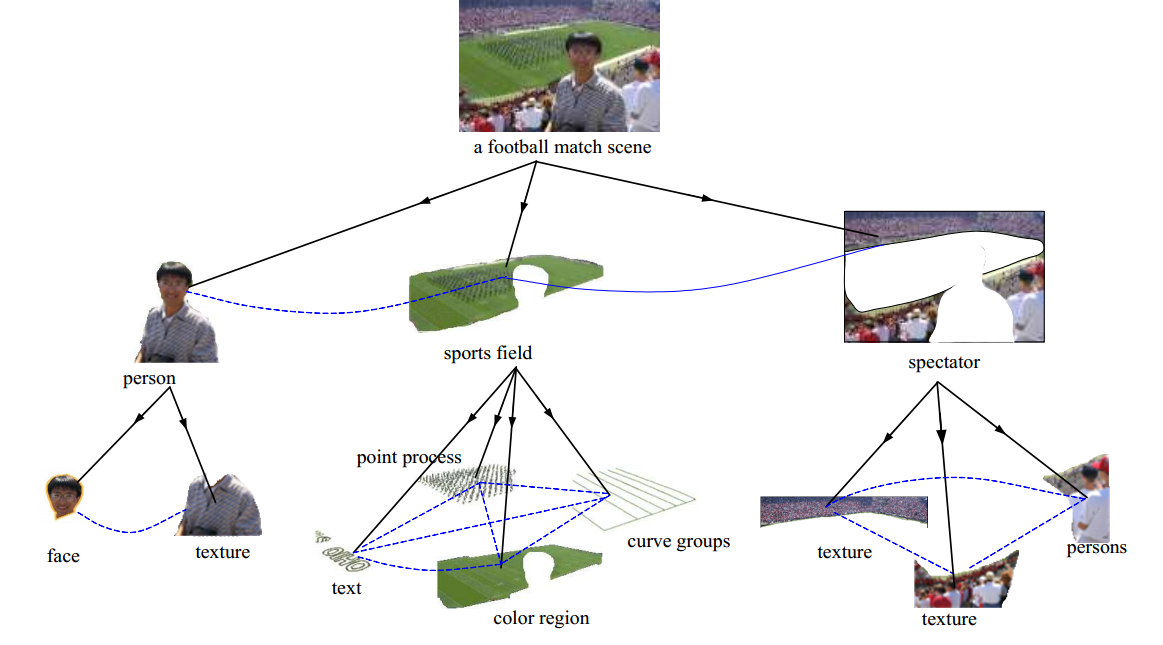 a football match scene
person
sports field
spectator
face
texture
point process
text
OHIO
color region
curve groups
texture
texture
persons